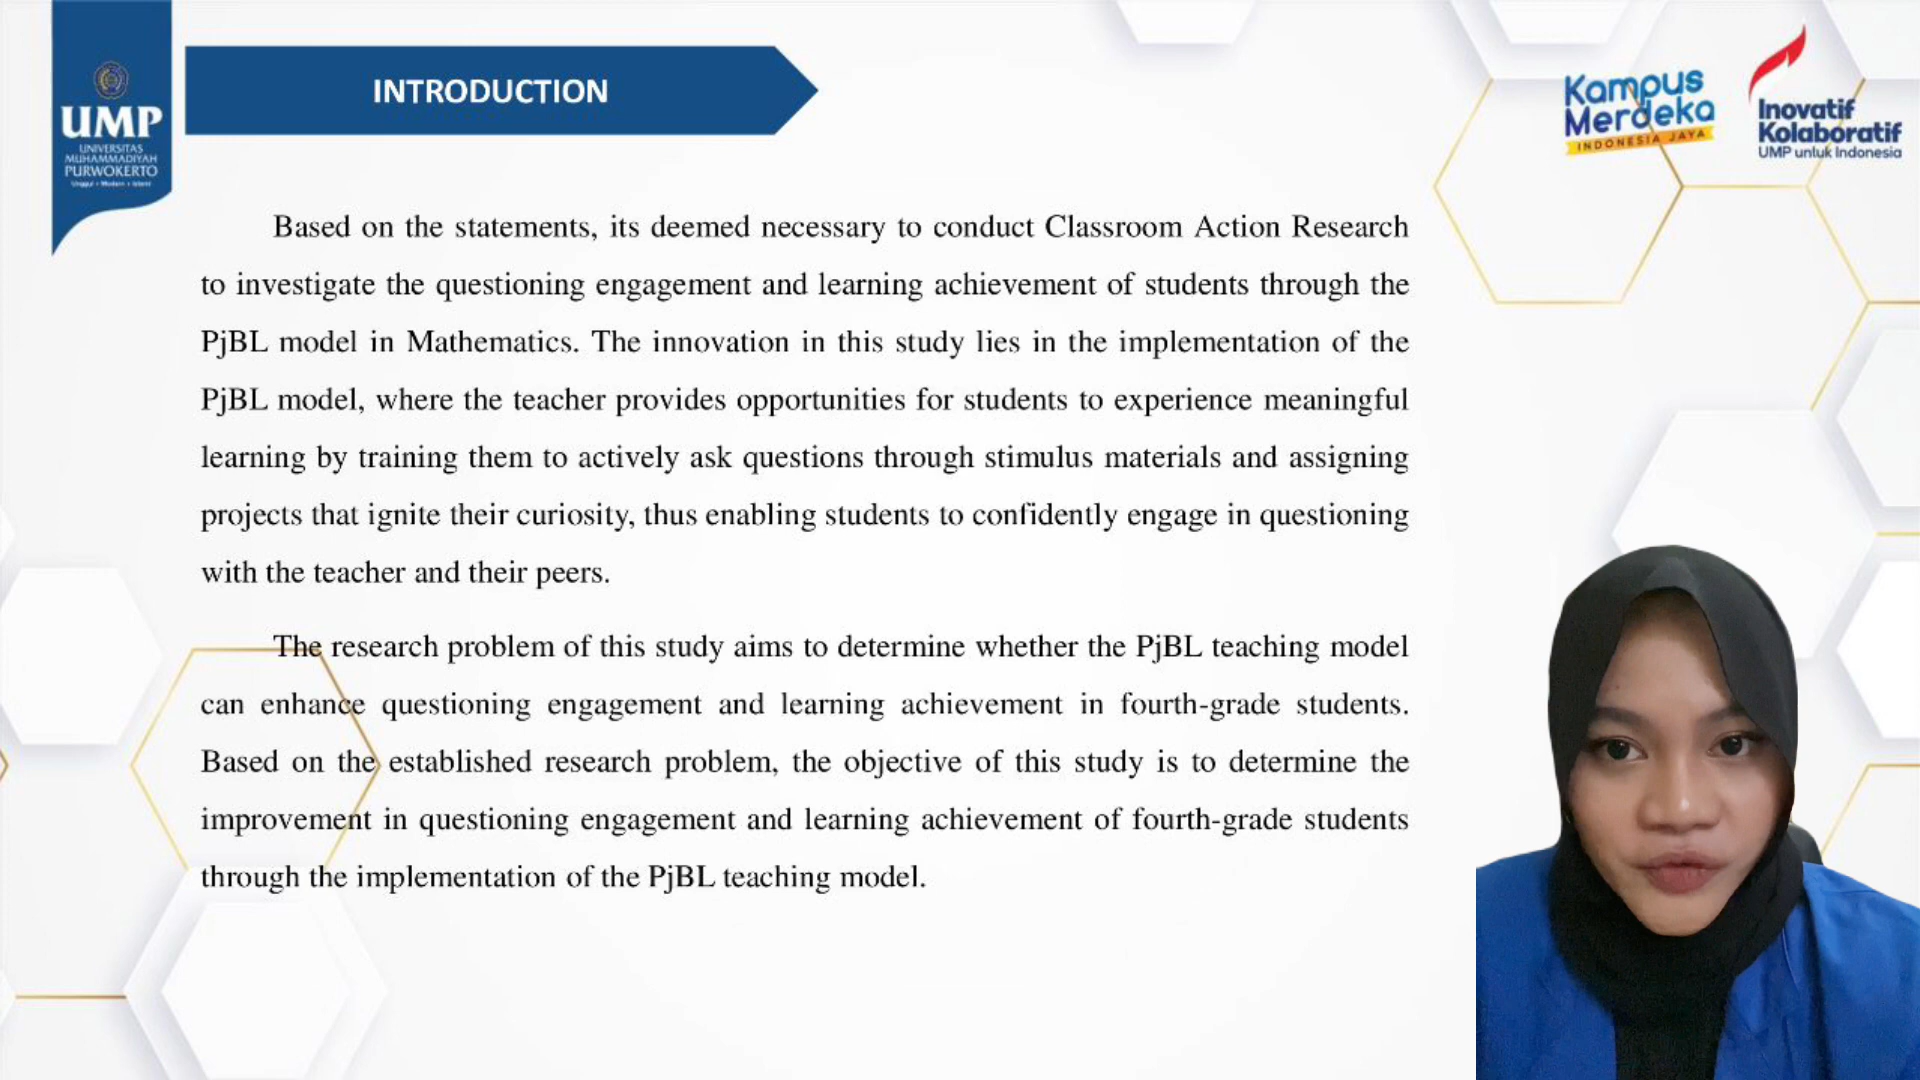 UMP
UNIVERSITAS
MUHAMMADIYAH
PURWOKERTO
Unggul • Modern • Islami
INTRODUCTION
Kampus
Merdeka
INDONESIA JAYA
Inovatif
Kolaboratif
UMP untuk Indonesia
Based on the statements, its deemed necessary to conduct Classroom Action Research
to investigate the questioning engagement and learning achievement of students through the
PjBL model in Mathematics. The innovation in this study lies in the implementation of the
PjBL model, where the teacher provides opportunities for students to experience meaningful
learning by training them to actively ask questions through stimulus materials and assigning
projects that ignite their curiosity, thus enabling students to confidently engage in questioning
with the teacher and their peers.
The research problem of this study aims to determine whether the PjBL teaching model
can enhance questioning engagement and learning achievement in fourth-grade students.
Based on the established research problem, the objective of this study is to determine the
improvement in questioning engagement and learning achievement of fourth-grade students
through the implementation of the PjBL teaching model.